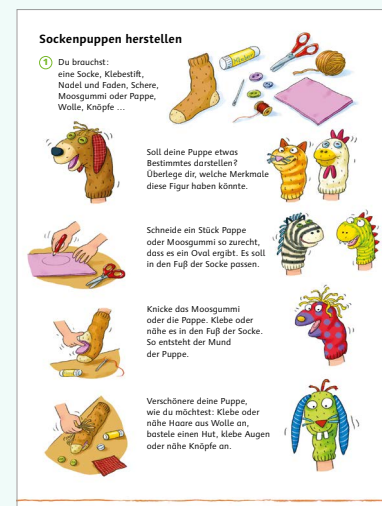 Sockenpuppen herstellen
1 Du brauchst:
eine Socke, Klebestift,
Nadel und Faden, Schere,
Moosgummi oder Pappe,
Wolle, Knöpfe …
Soll deine Puppe etwas
Bestimmtes darstellen?
Überlege dir, welche Merkmale
diese Figur haben könnte.
Schneide ein Stück Pappe
oder Moosgummi so zurecht,
dass es ein Oval ergibt. Es soll
in den Fuß der Socke passen.
Knicke das Moosgummi
oder die Pappe. Klebe oder
nähe es in den Fuß der Socke.
So entsteht der Mund
der Puppe.
Verschönere deine Puppe,
wie du möchtest: Klebe oder
nähe Haare aus Wolle an,
bastele einen Hut, klebe Augen
oder nähe Knöpfe an.